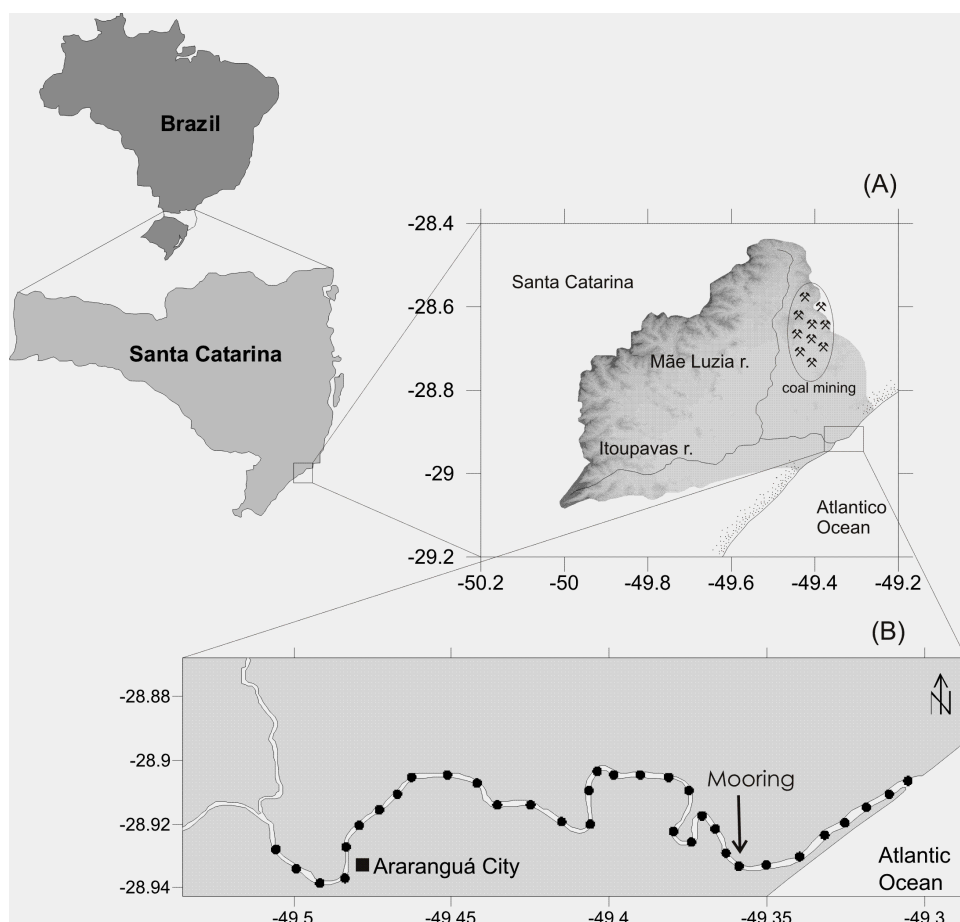 Brazil
Santa Catarina
(A)
-28.4
-28.6
-28.8
-29
-29.2
-50.2
-50
-49.8
-49.6
-49.4
-49.2
Santa Catarina
Mãe Luzia r.
coal mining
Itoupavas r.
Atlantico
Ocean
(B)
-28.88
-28.9
-28.92
-28.94
N
Mooring
Araranguá City
Atlantic
Ocean
-49.5
-49.45
-49.4
-49.35
-49.3